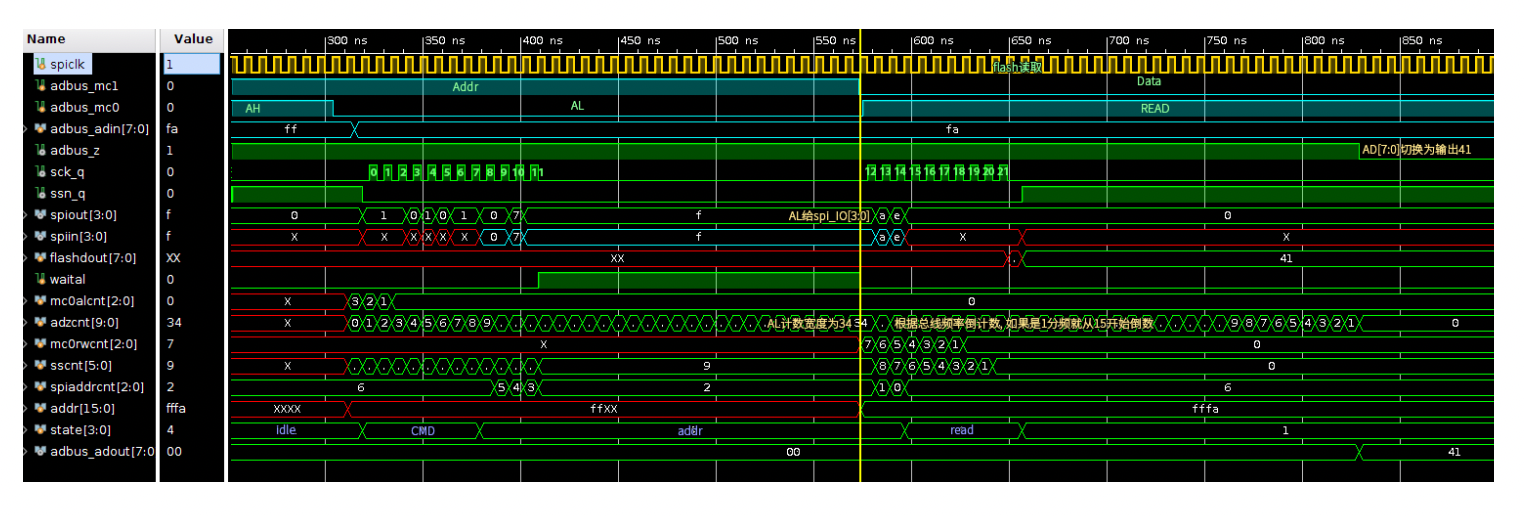 Name Value 300 ns 350 ns 400 ns 450 ns 500 ns 550 ns 600 ns 650 ns 700 ns 750 ns 800 ns 850 ns
spiclk 1 flash读取
adbus_mc1 0 Addr Data
adbus_mc0 0 AH AL READ
adbus_adin[7:0] fa ff fa
adbus_z 1 AD[7:0]切换为输出41
sck_q 0 0 1 2 3 4 5 6 7 8 9 10 11 12 13 14 15 16 17 18 19 20 21
ssn_q 0
spiout[3:0] f 0 1 0 1 0 1 0 7 f AL给spi_IO[3:0] a e 0
spiin[3:0] f X X X X X X 0 7 f a e X X
flashdout[7:0] XX XX . 41
waital 0
mc0alcnt[2:0] 0 X 3 2 1 0
adzcnt[9:0] 34 X 0 1 2 3 4 5 6 7 8 9 . . . . . . . . . . . . . . . . . . AL计数宽度为34 34 . . 根据总线频率倒计数, 如果是1分频就从15开始倒数 . . . . . 9 8 7 6 5 4 3 2 1 0
mc0rwcnt[2:0] 7 X 7 6 5 4 3 2 1 0
sscnt[5:0] 9 X . . . . . . . . . . . . . 9 8 7 6 5 4 3 2 1 0
spiaddrcnt[2:0] 2 6 5 4 3 2 1 0 6
addr[15:0] fffa XXXX ffXX fffa
state[3:0] 4 idle CMD addr read 1
adbus_adout[7:0 00 00 41